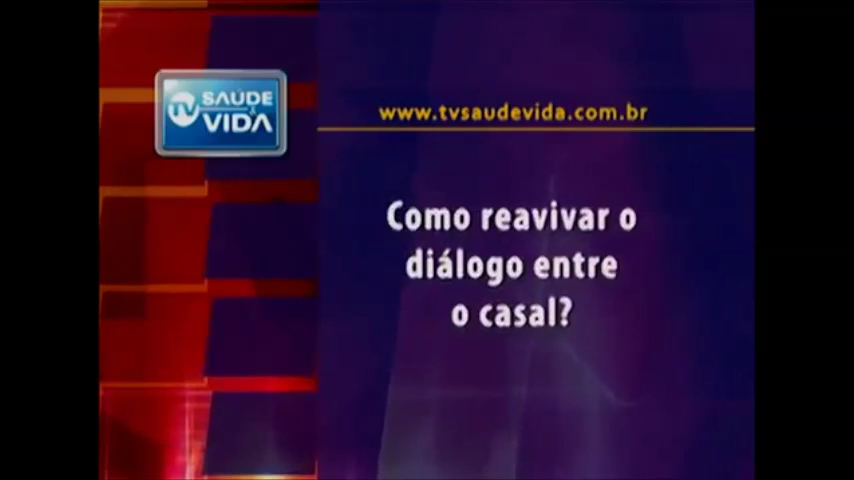 TV SAÚDE
& VIDA
www.tvsaudevida.com.br
Como reavivar o
diálogo entre
o casal?